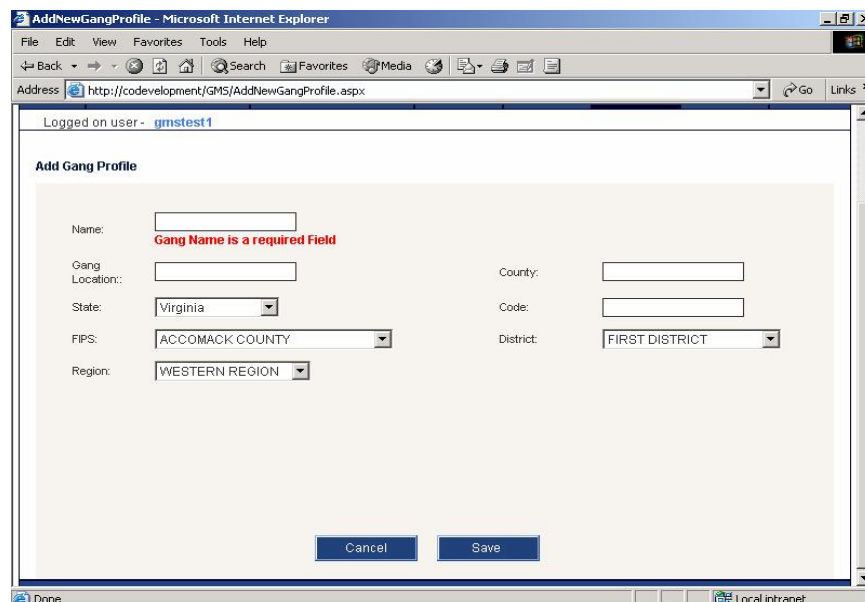 AddNewGangProfile - Microsoft Internet Explorer
File Edit View Favorites Tools Help
Back Search Favorites Media
Address http://codevelopment/GMS/AddNewGangProfile.aspx Go Links
Logged on user - gmstest1
Add Gang Profile
Name:
Gang Name is a required Field
Gang Location:: County:
State: Virginia Code:
FIPS: ACCOMACK COUNTY District: FIRST DISTRICT
Region: WESTERN REGION
Cancel Save
Done Local intranet